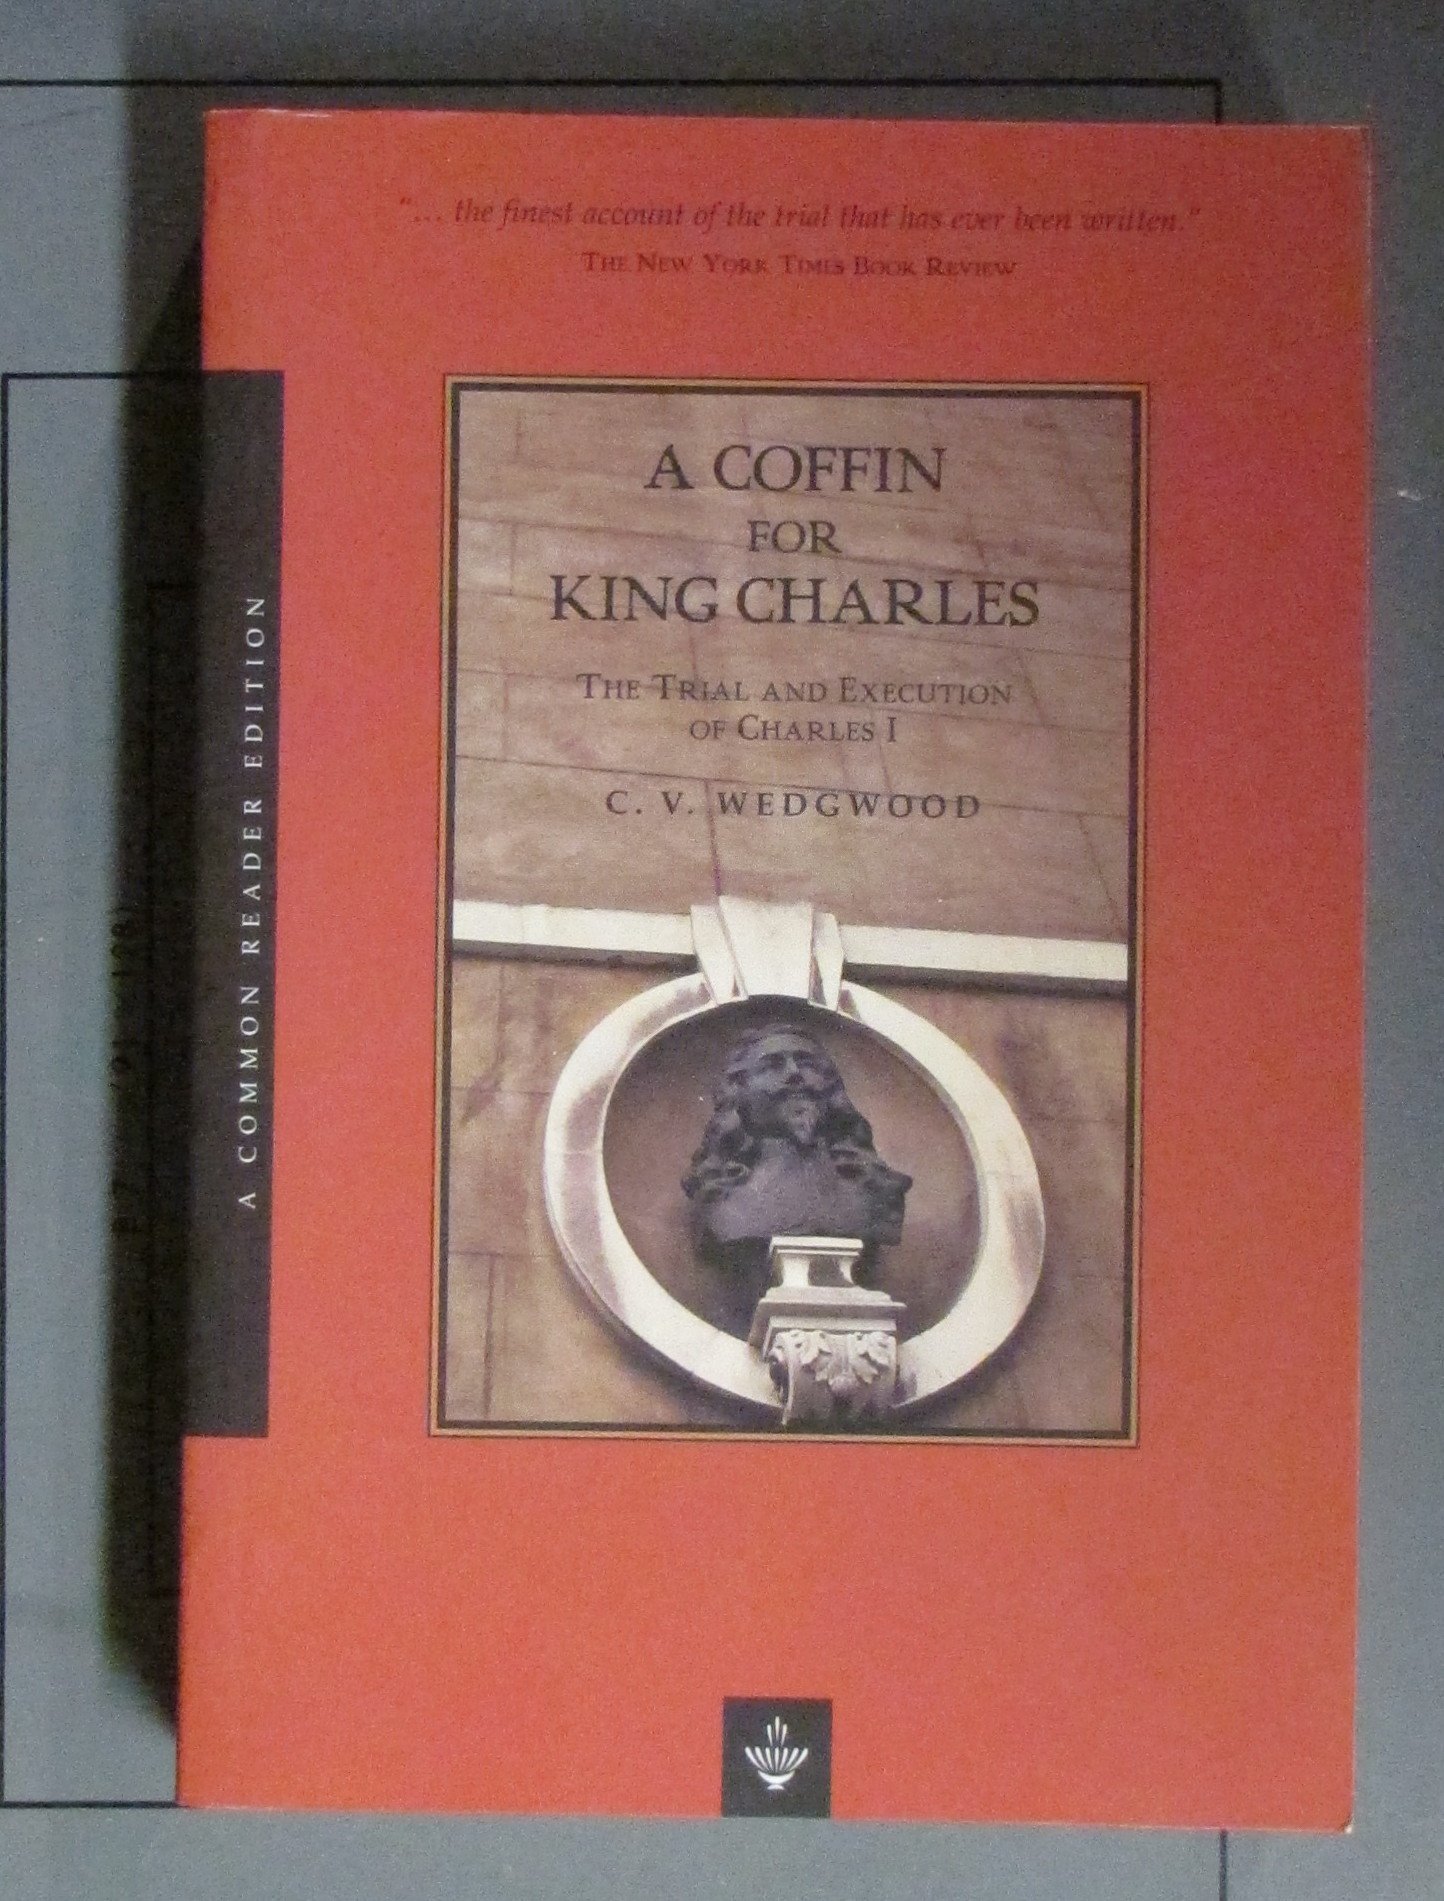 "... the finest account of the trial that has ever been written."
THE NEW YORK TIMES BOOK REVIEW
A COFFIN
FOR
KING CHARLES
THE TRIAL AND EXECUTION
OF CHARLES I
C. V. WEDGWOOD
A COMMON READER EDITION